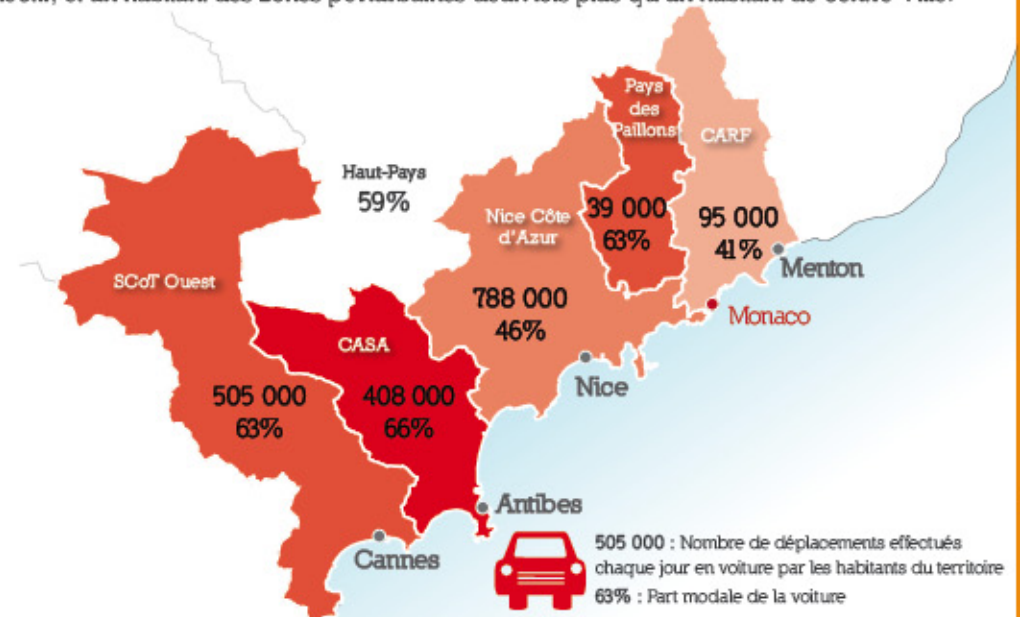 Pays
des
Paillons
CARF
Haut-Pays
59%
Nice Côte
d'Azur
39 000
63%
95 000
41%
Menton
SCoT Ouest
788 000
46%
Monaco
CASA
Nice
505 000
63%
408 000
66%
Antibes
Cannes
505 000 : Nombre de déplacements effectués
chaque jour en voiture par les habitants du territoire
63% : Part modale de la voiture